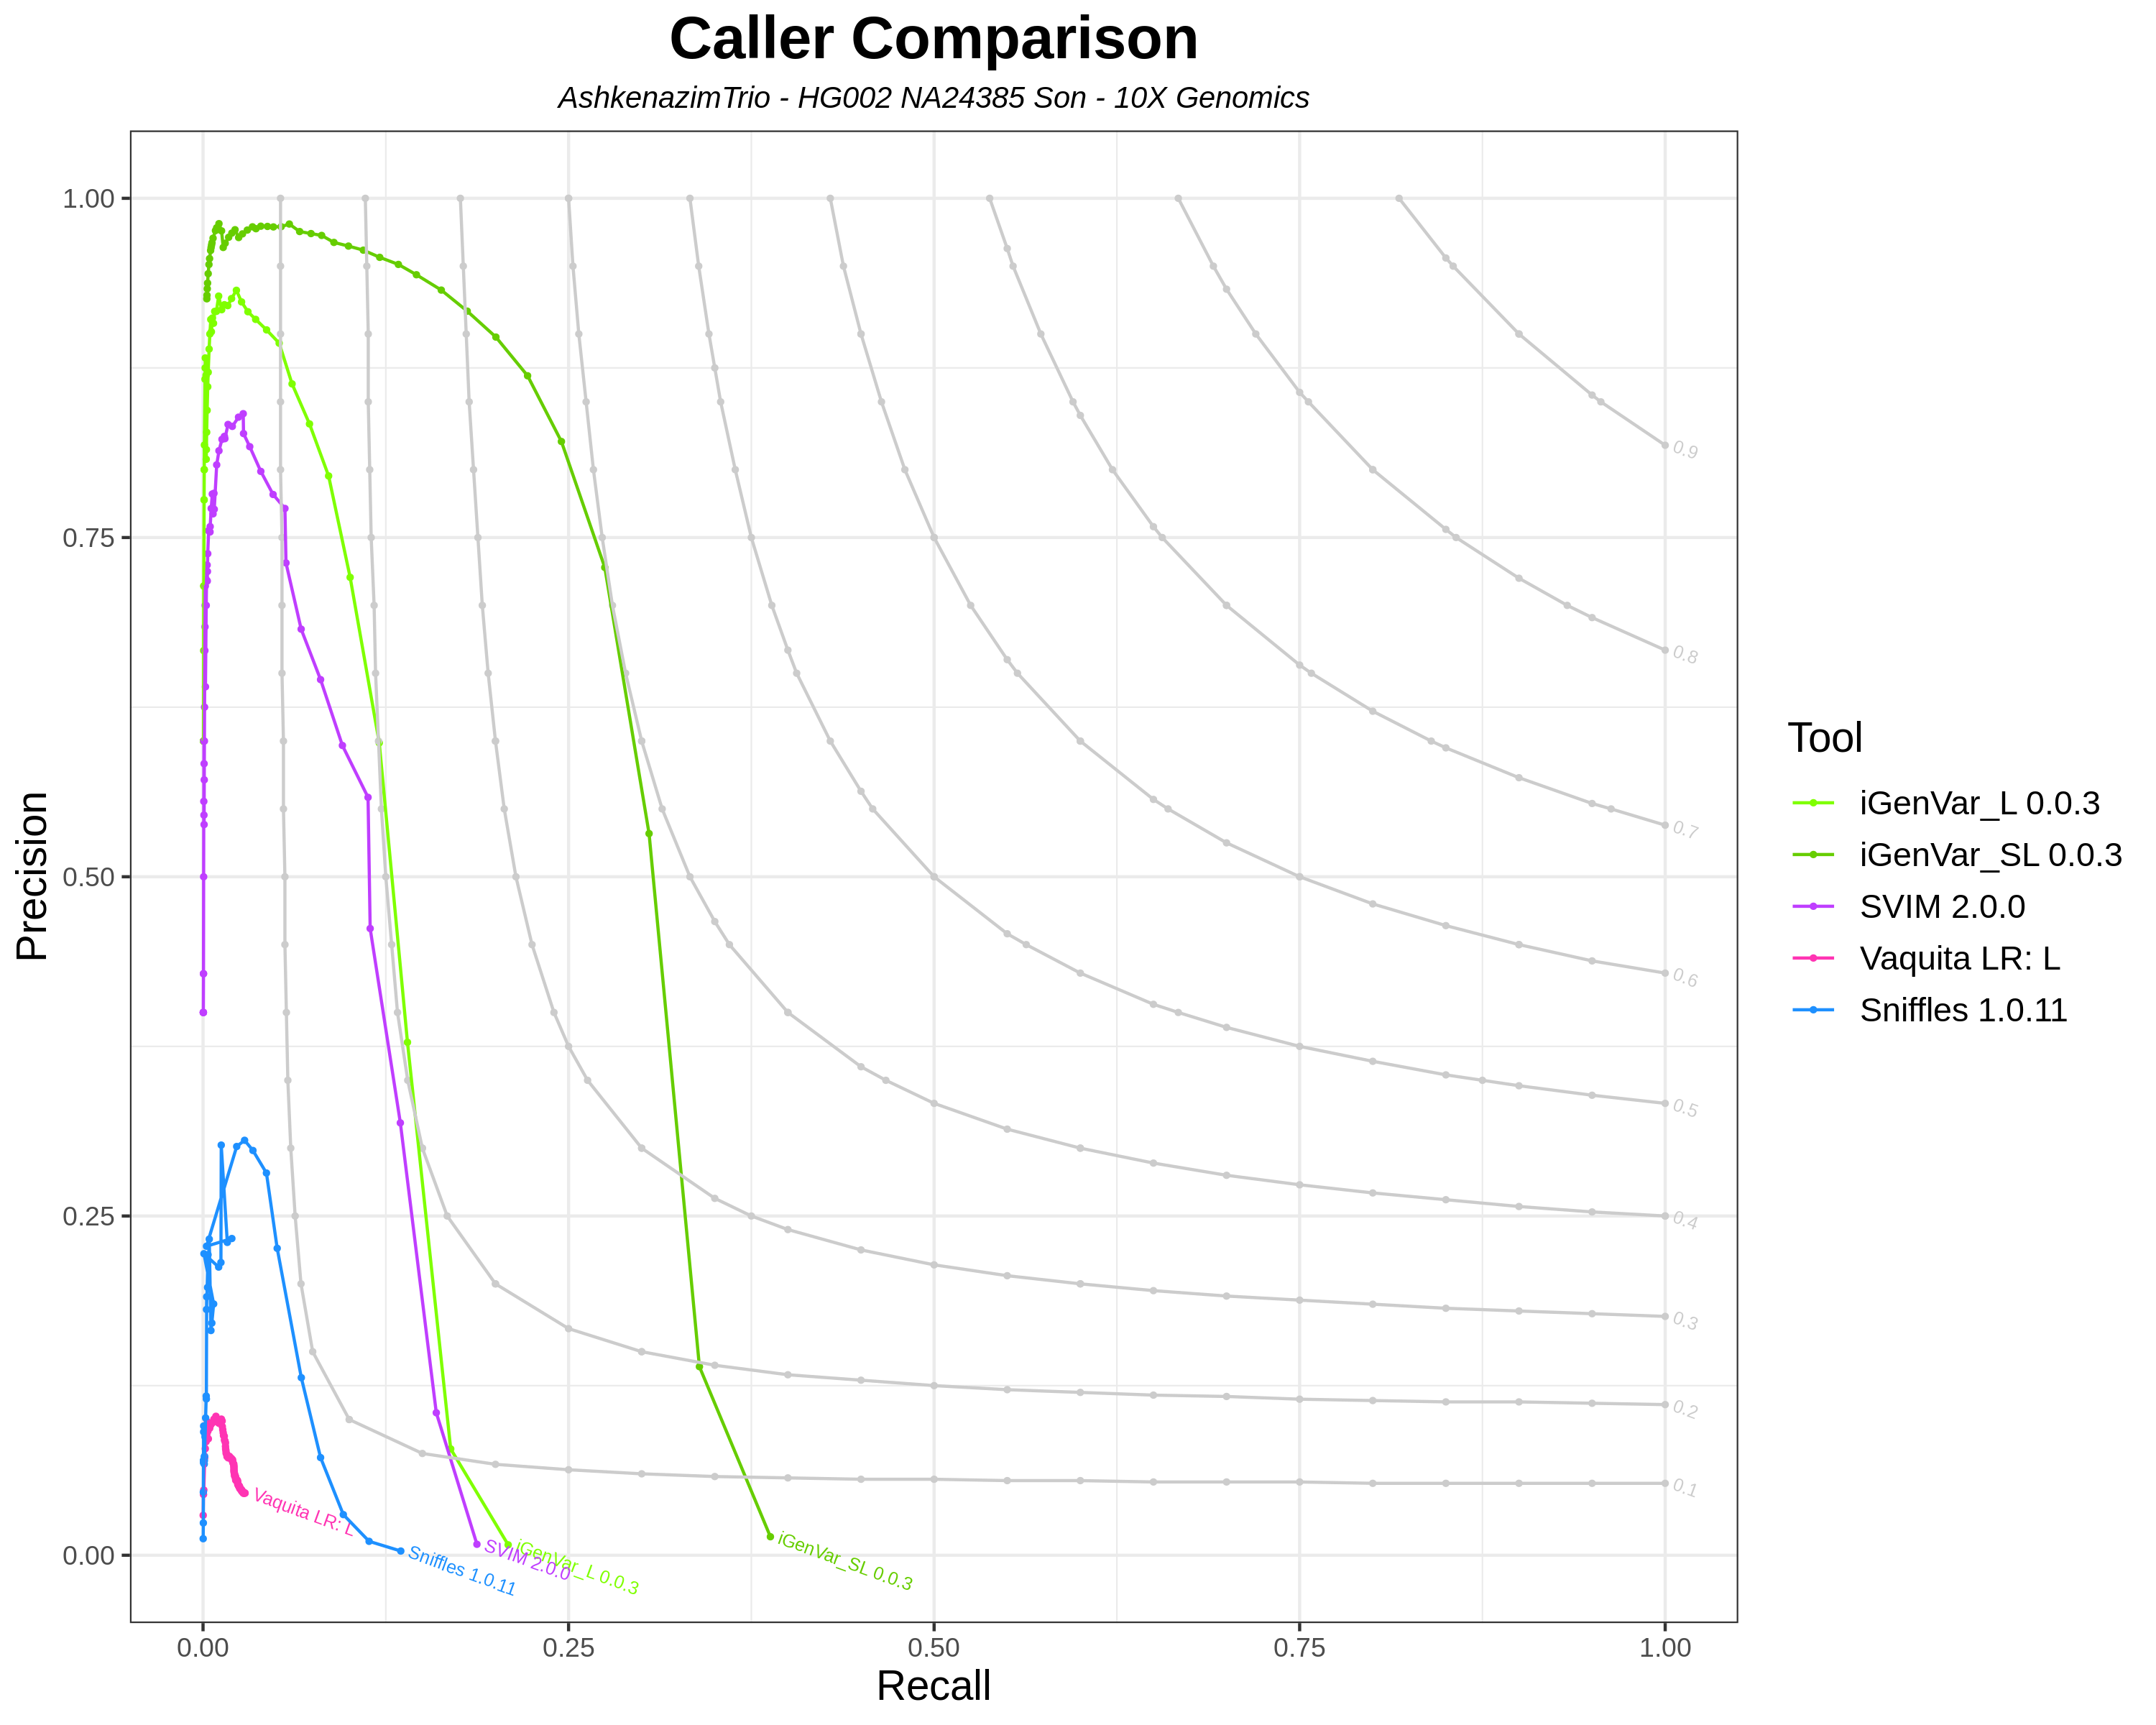 Caller Comparison
AshkenazimTrio - HG002 NA24385 Son - 10X Genomics
Precision
1.00
0.75
0.50
0.25
0.00
0.9
0.8
0.7
0.6
0.5
0.4
0.3
0.2
0.1
Vaquita LR: L
Sniffles 1.0.11
SVIM 2.0.0
iGenVar_L 0.0.3
iGenVar_SL 0.0.3
0.00
0.25
0.50
0.75
1.00
Recall
Tool
iGenVar_L 0.0.3
iGenVar_SL 0.0.3
SVIM 2.0.0
Vaquita LR: L
Sniffles 1.0.11